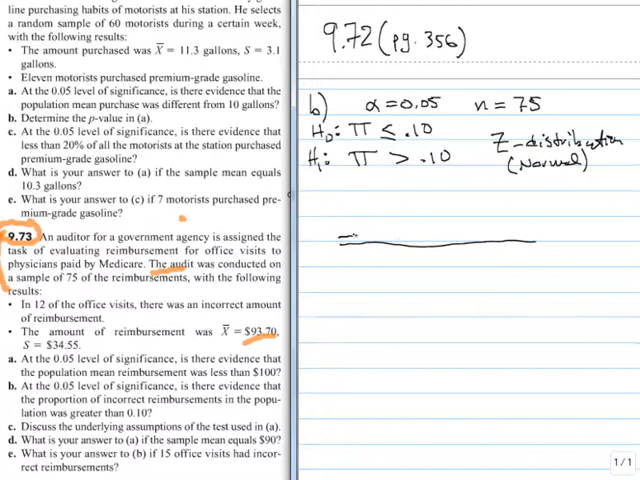 line purchasing habits of motorists at his station. He selects
a random sample of 60 motorists during a certain week,
with the following results:
• The amount purchased was X̄ = 11.3 gallons, S = 3.1
gallons.
• Eleven motorists purchased premium-grade gasoline.
a. At the 0.05 level of significance, is there evidence that the
population mean purchase was different from 10 gallons?
b. Determine the p-value in (a).
c. At the 0.05 level of significance, is there evidence that
less than 20% of all the motorists at the station purchased
premium-grade gasoline?
d. What is your answer to (a) if the sample mean equals
10.3 gallons?
e. What is your answer to (c) if 7 motorists purchased pre-
mium-grade gasoline?
9.73 An auditor for a government agency is assigned the
task of evaluating reimbursement for office visits to
physicians paid by Medicare. The audit was conducted on
a sample of 75 of the reimbursements, with the following
results:
• In 12 of the office visits, there was an incorrect amount
of reimbursement.
• The amount of reimbursement was X̄ = $93.70,
S = $34.55.
a. At the 0.05 level of significance, is there evidence that
the population mean reimbursement was less than $100?
b. At the 0.05 level of significance, is there evidence that
the proportion of incorrect reimbursements in the popu-
lation was greater than 0.10?
c. Discuss the underlying assumptions of the test used in (a).
d. What is your answer to (a) if the sample mean equals $90?
e. What is your answer to (b) if 15 office visits had incor-
rect reimbursements?
9.72 (pg. 356)
b) α = 0.05 n = 75
H₀: π ≤ .10
H₁: π > .10
Z-distribution
(Normal)
1/1